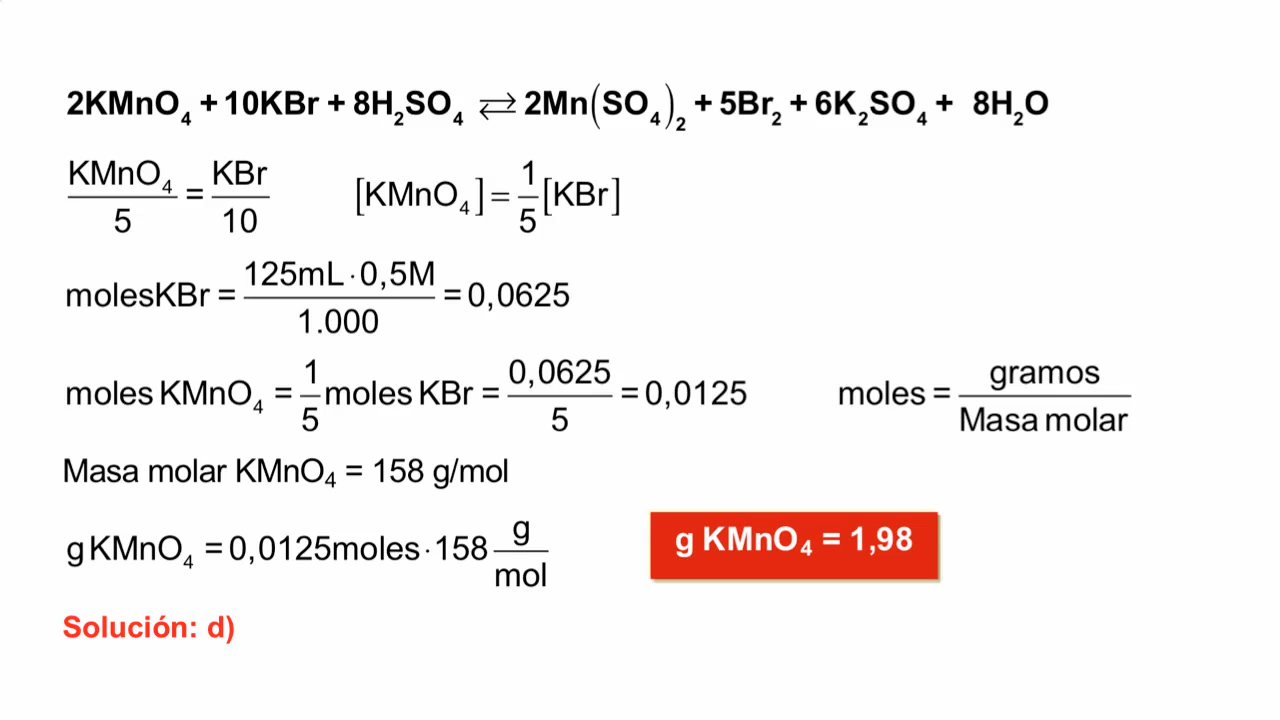 2KMnO₄ + 10KBr + 8H₂SO₄ ⇄ 2Mn(SO₄)₂ + 5Br₂ + 6K₂SO₄ + 8H₂O
KMnO₄/5 = KBr/10 [KMnO₄] = 1/5 [KBr]
molesKBr = 125mL·0,5M/1.000 = 0,0625
moles KMnO₄ = 1/5 moles KBr = 0,0625/5 = 0,0125 moles = gramos/Masa molar
Masa molar KMnO₄ = 158 g/mol
g KMnO₄ = 0,0125moles·158 g/mol
g KMnO₄ = 1,98
Solución: d)